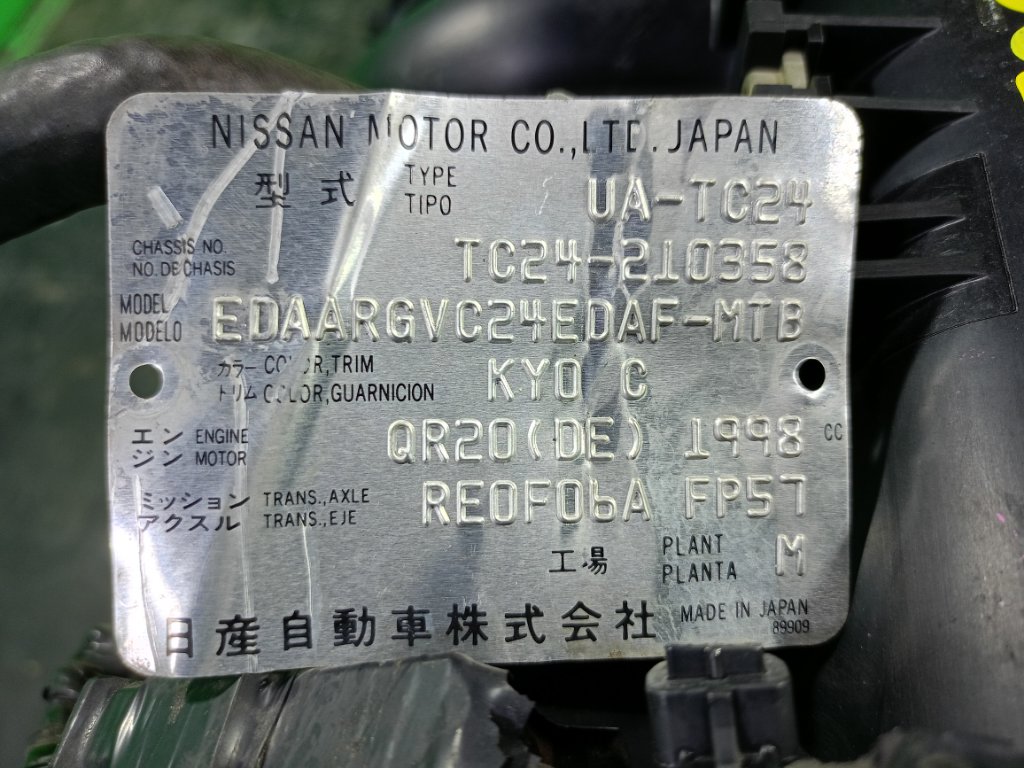 NISSAN MOTOR CO.,LTD. JAPAN
型式 TYPE TIPO UA-TC24
CHASSIS NO. NO. DE CHASIS TC24-210358
MODEL MODELO EDAARGVC24EDAF-MTB
カラー COLOR,TRIM
トリム COLOR,GUARNICION KY0 C
エンジン ENGINE MOTOR QR20(DE) 1998 CC
ミッション TRANS.,AXLE
アクスル TRANS.,EJE RE0F06A FP57
工場 PLANT PLANTA M
日産自動車株式会社 MADE IN JAPAN
89909